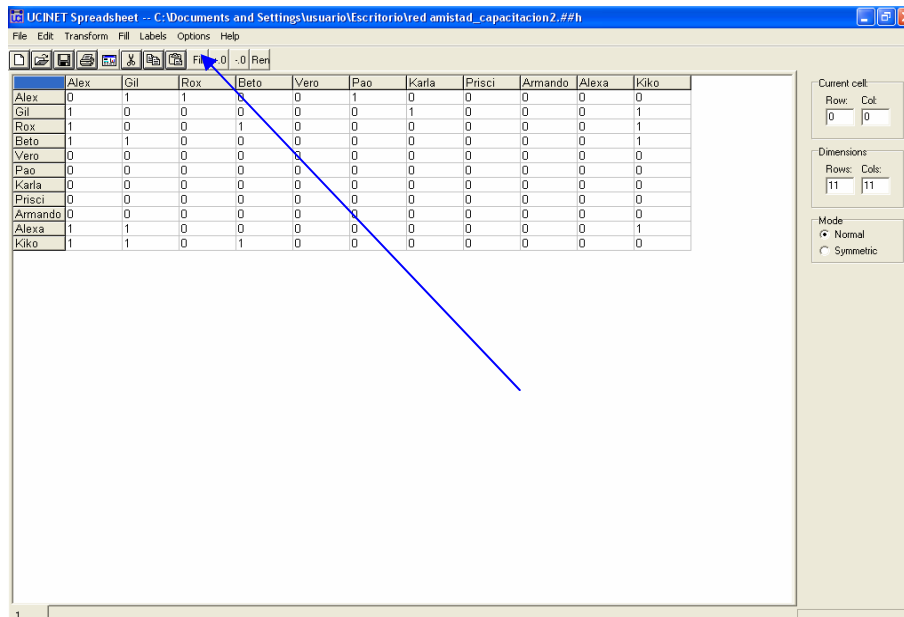 UCINET Spreadsheet -- C:\Documents and Settings\usuario\Escritorio\red amistad_capacitacion2.##h
File Edit Transform Fill Labels Options Help
+.0 -.0 Ren
Alex Gil Rox Beto Vero Pao Karla Prisci Armando Alexa Kiko
Alex 0 1 1 0 0 1 0 0 0 0 0
Gil 1 0 0 0 0 0 1 0 0 0 1
Rox 1 0 0 1 0 0 0 0 0 0 1
Beto 1 1 0 0 0 0 0 0 0 0 1
Vero 0 0 0 0 0 0 0 0 0 0 0
Pao 0 0 0 0 0 0 0 0 0 0 0
Karla 0 0 0 0 0 0 0 0 0 0 0
Prisci 0 0 0 0 0 0 0 0 0 0 0
Armando 0 0 0 0 0 0 0 0 0 0 0
Alexa 1 1 0 0 0 0 0 0 0 0 1
Kiko 1 1 0 1 0 0 0 0 0 0 0
Current cell:
Row: Col:
0 0
Dimensions
Rows: Cols:
11 11
Mode
Normal
Symmetric
1